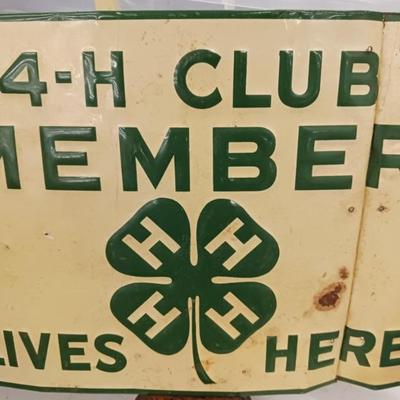 4-H CLUB
MEMBER
H H
H H
LIVES HERE